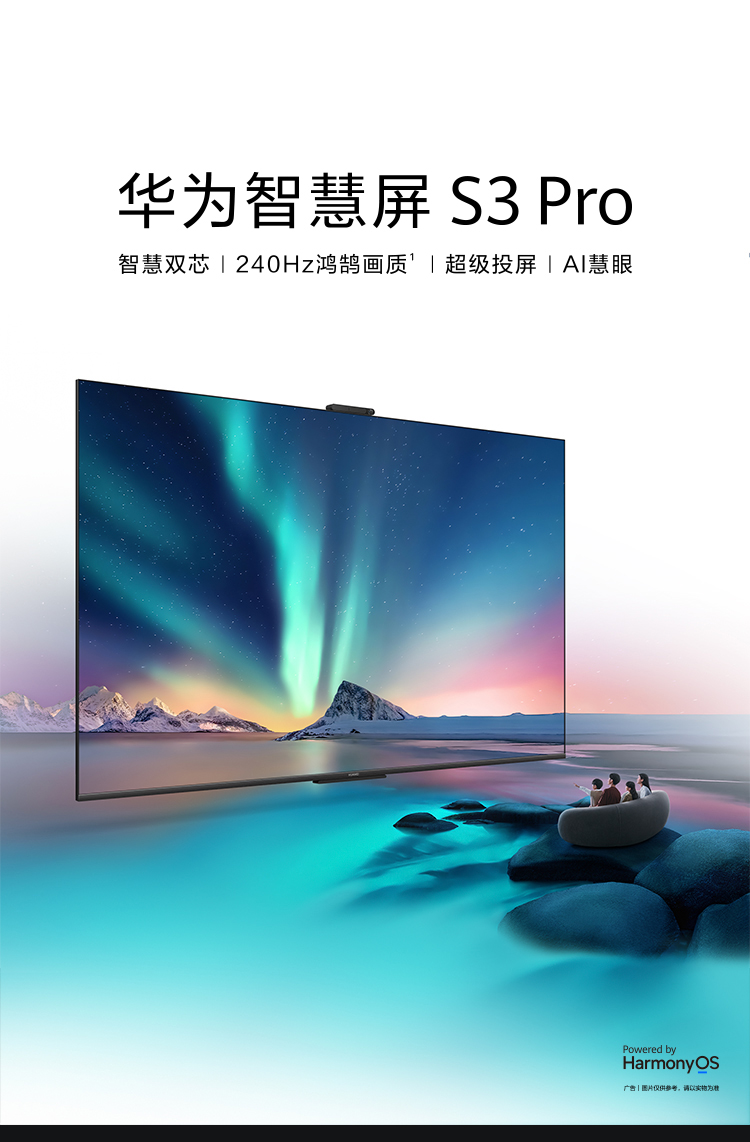 华为智慧屏 S3 Pro
智慧双芯 | 240Hz鸿鹄画质¹ | 超级投屏 | AI慧眼
HUAWEI
Powered by
HarmonyOS
广告 | 图片仅供参考，请以实物为准